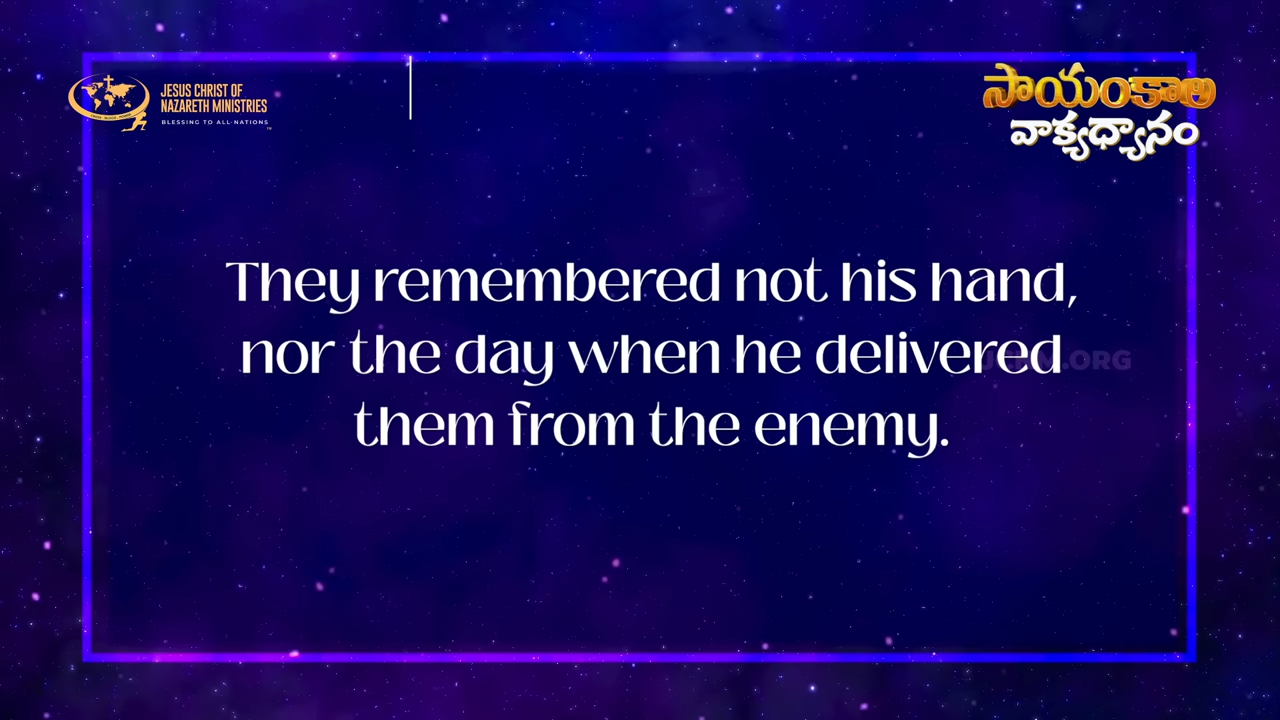 JESUS CHRIST OF
NAZARETH MINISTRIES
BLESSING TO ALL-NATIONS
సాయంకాల
వాక్యధ్యానం
They remembered not his hand,
nor the day when he delivered
them from the enemy.
.ORG